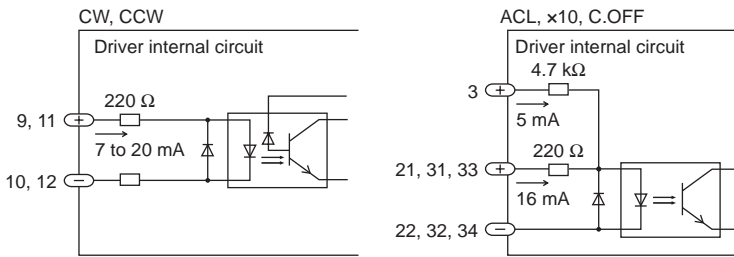 CW, CCW
Driver internal circuit
220 Ω
9, 11
+
7 to 20 mA
10, 12
−
ACL, ×10, C.OFF
Driver internal circuit
4.7 kΩ
3
+
5 mA
220 Ω
21, 31, 33
+
16 mA
22, 32, 34
−